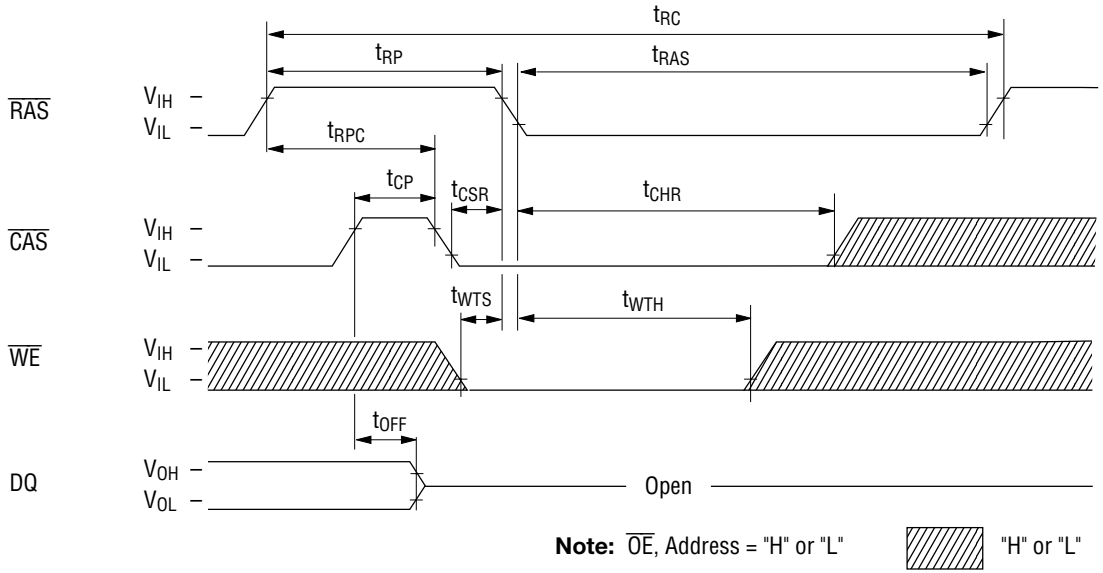 tRC
tRP
tRAS
RAS
VIH
VIL
tRPC
tCP
tCSR
tCHR
CAS
VIH
VIL
tWTS
tWTH
WE
VIH
VIL
tOFF
DQ
VOH
VOL
Open
Note: OE, Address = "H" or "L"
"H" or "L"